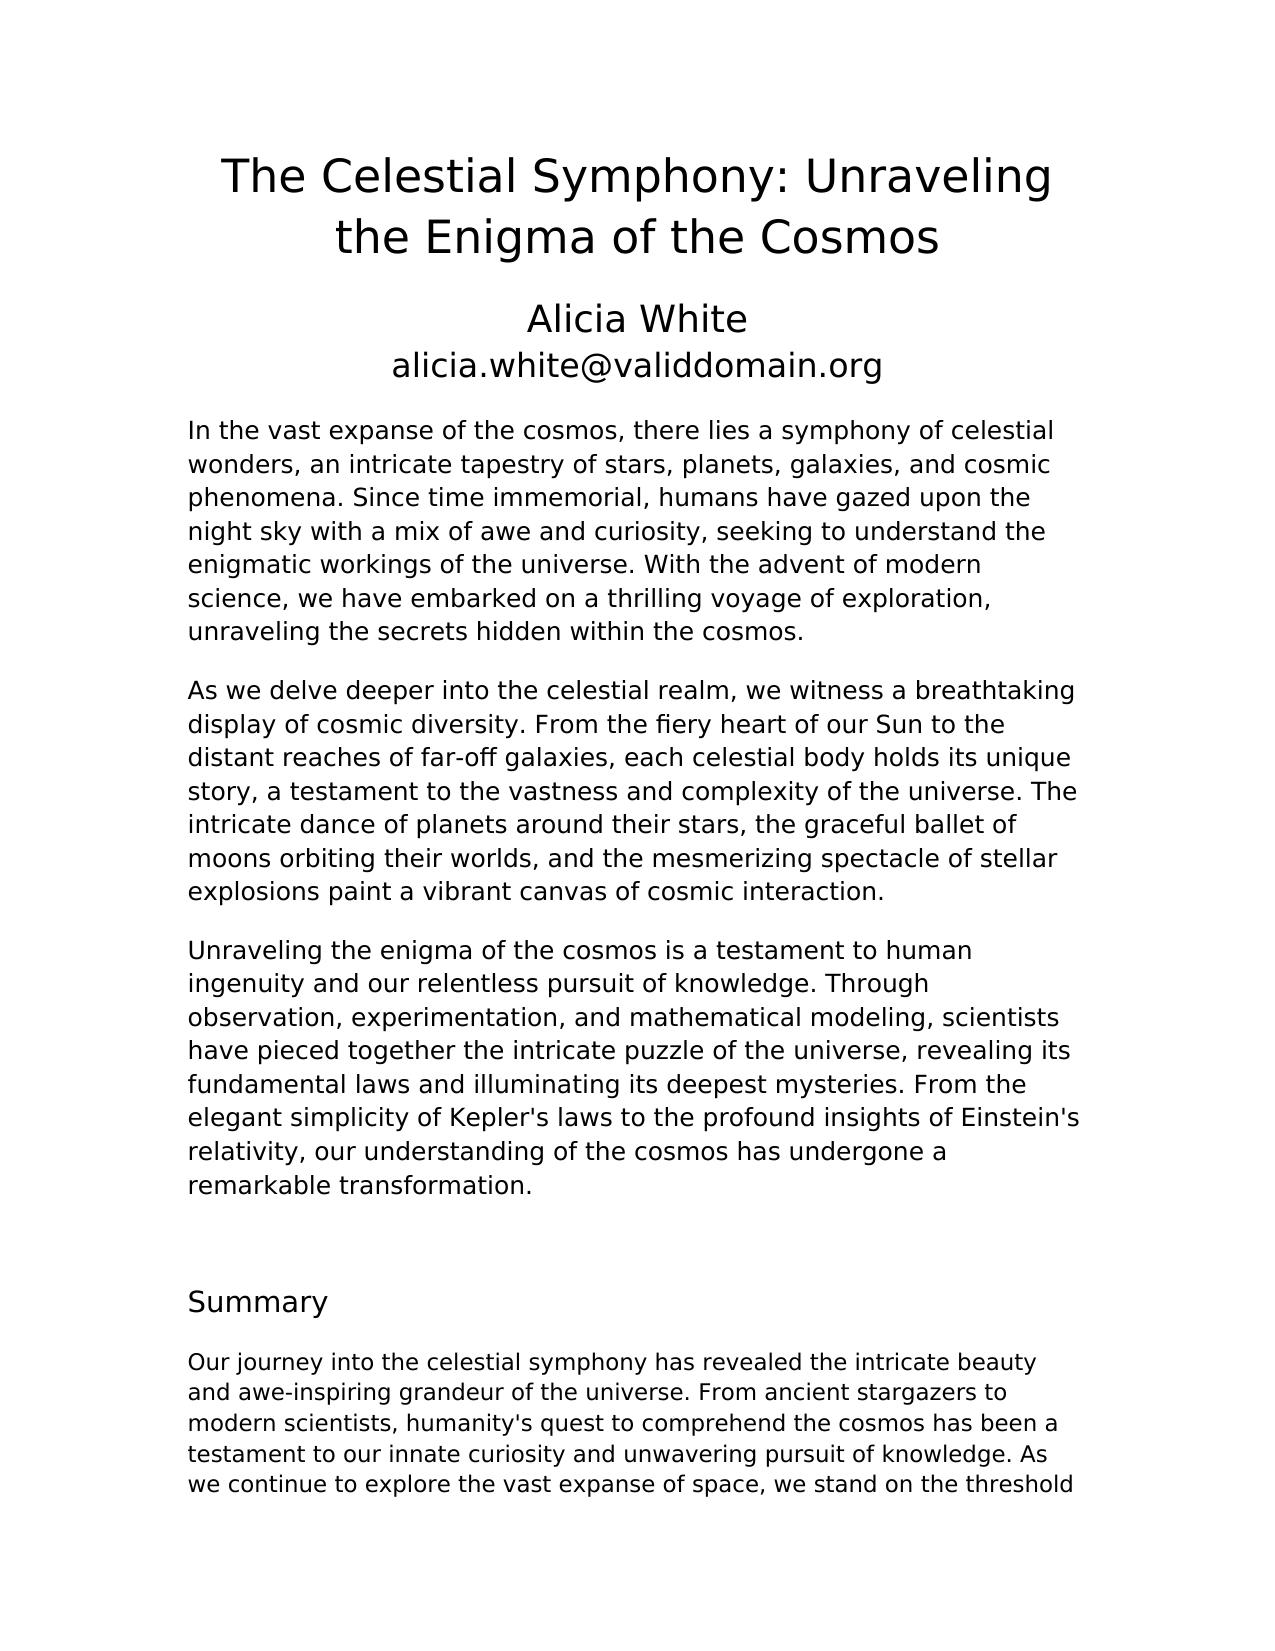 The Celestial Symphony: Unraveling
the Enigma of the Cosmos
Alicia White
alicia.white@validdomain.org
In the vast expanse of the cosmos, there lies a symphony of celestial
wonders, an intricate tapestry of stars, planets, galaxies, and cosmic
phenomena. Since time immemorial, humans have gazed upon the
night sky with a mix of awe and curiosity, seeking to understand the
enigmatic workings of the universe. With the advent of modern
science, we have embarked on a thrilling voyage of exploration,
unraveling the secrets hidden within the cosmos.
As we delve deeper into the celestial realm, we witness a breathtaking
display of cosmic diversity. From the fiery heart of our Sun to the
distant reaches of far-off galaxies, each celestial body holds its unique
story, a testament to the vastness and complexity of the universe. The
intricate dance of planets around their stars, the graceful ballet of
moons orbiting their worlds, and the mesmerizing spectacle of stellar
explosions paint a vibrant canvas of cosmic interaction.
Unraveling the enigma of the cosmos is a testament to human
ingenuity and our relentless pursuit of knowledge. Through
observation, experimentation, and mathematical modeling, scientists
have pieced together the intricate puzzle of the universe, revealing its
fundamental laws and illuminating its deepest mysteries. From the
elegant simplicity of Kepler's laws to the profound insights of Einstein's
relativity, our understanding of the cosmos has undergone a
remarkable transformation.
Summary
Our journey into the celestial symphony has revealed the intricate beauty
and awe-inspiring grandeur of the universe. From ancient stargazers to
modern scientists, humanity's quest to comprehend the cosmos has been a
testament to our innate curiosity and unwavering pursuit of knowledge. As
we continue to explore the vast expanse of space, we stand on the threshold